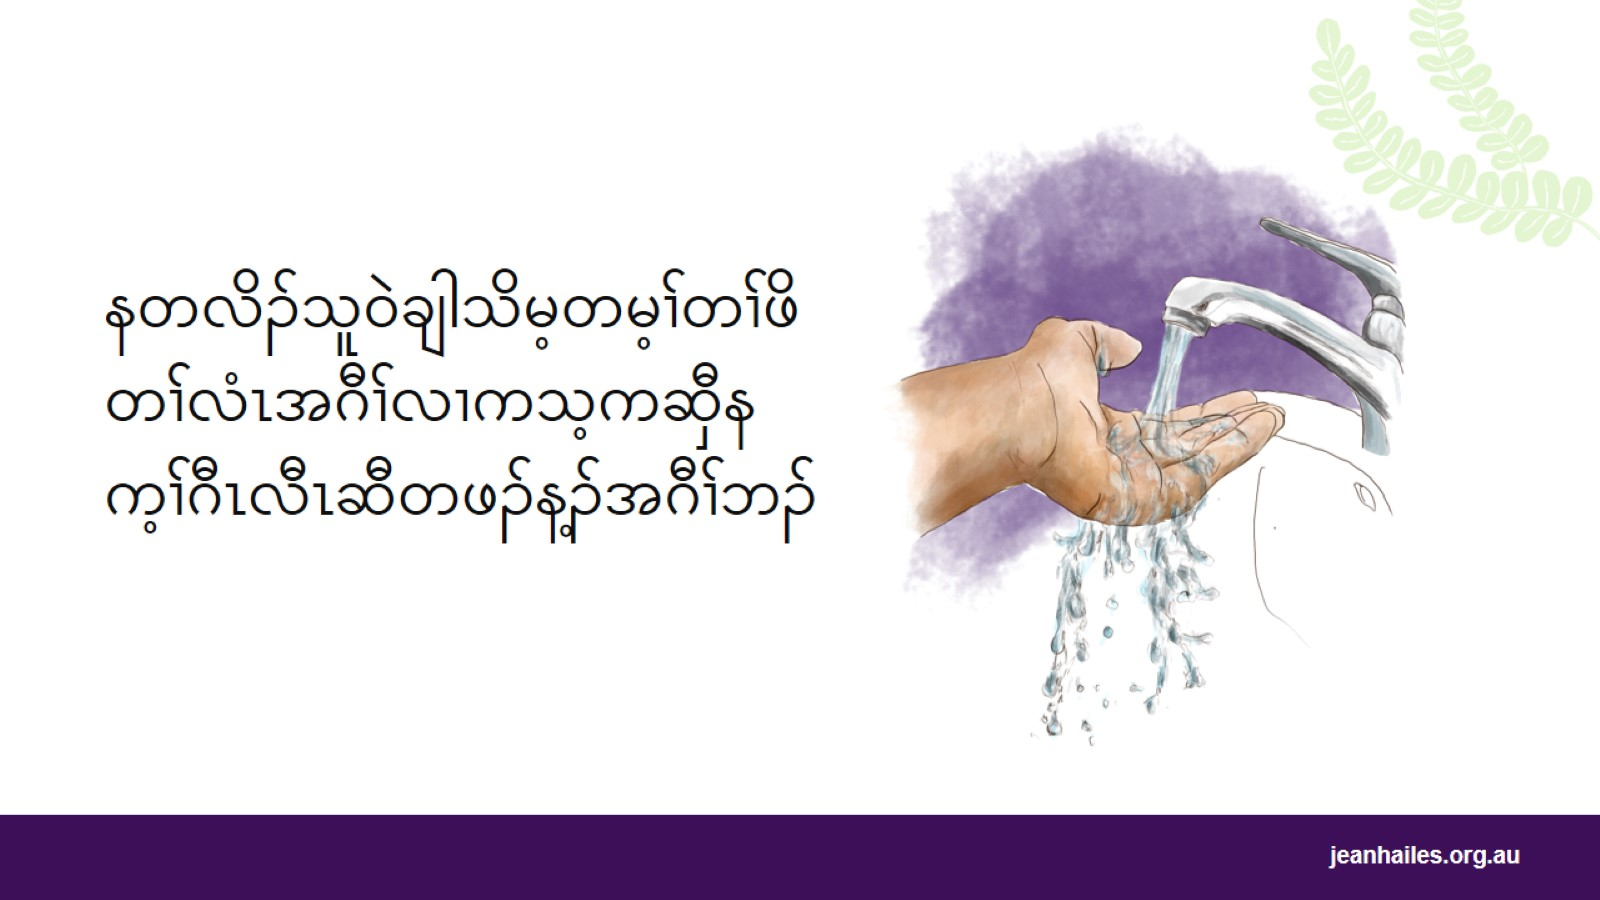 နတလိၣ်သူဝဲချါသိမ့တမ့ၢ်တၢ်ဖိ
တၢ်လံၤအဂီၢ်လၢကသ့ကဆှီန
က့ၢ်ဂီၤလီၤဆီတဖၣ်န့ၣ်အဂီၢ်ဘၣ်
jeanhailes.org.au